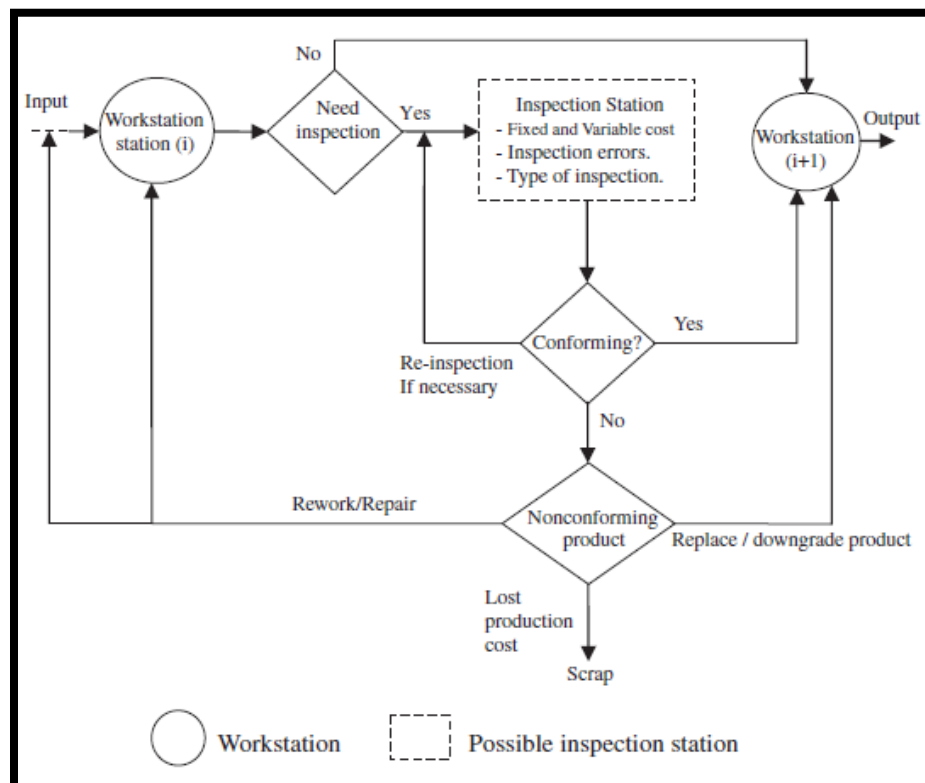 No
Input
Workstation
station (i)
Need
inspection
Yes
Inspection Station
- Fixed and Variable cost
- Inspection errors.
- Type of inspection.
Workstation
(i+1)
Output
Conforming?
Yes
Re-inspection
If necessary
No
Rework/Repair
Nonconforming
product
Replace / downgrade product
Lost
production
cost
Scrap
Workstation
Possible inspection station